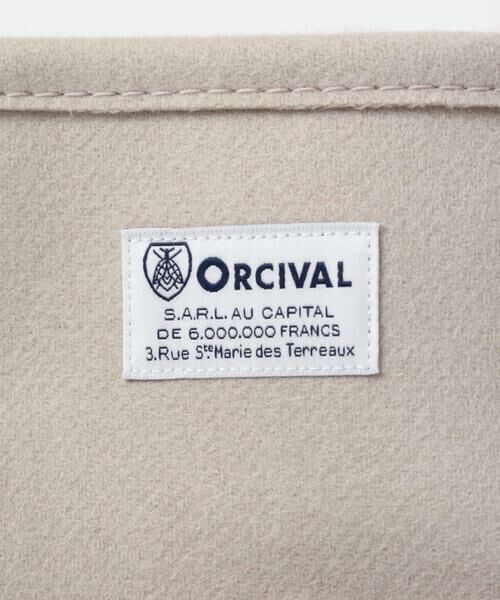 ORCIVAL
S.A.R.L. AU CAPITAL
DE 6.000.000 FRANCS
3.Rue Ste Marie des Terreaux